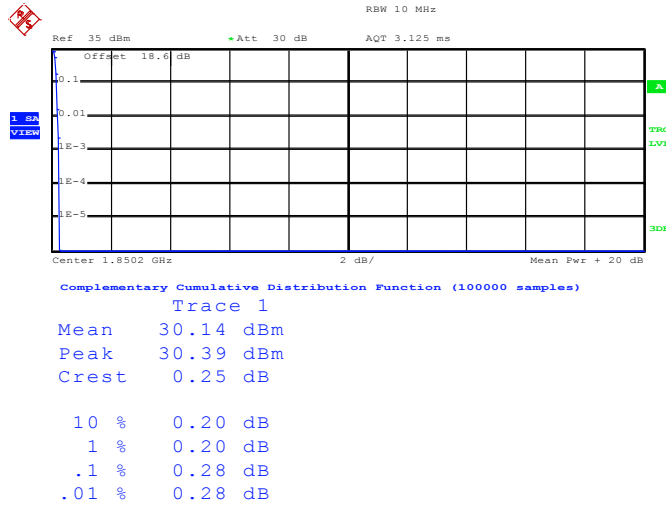 RBW 10 MHz
Ref 35 dBm *Att 30 dB AQT 3.125 ms
Offset 18.6 dB
0.1
A
0.01
1 SA
VIEW
TRG
1E-3
LVL
1E-4
1E-5
3DB
Center 1.8502 GHz 2 dB/ Mean Pwr + 20 dB
Complementary Cumulative Distribution Function (100000 samples)
Trace 1
Mean 30.14 dBm
Peak 30.39 dBm
Crest 0.25 dB
10 % 0.20 dB
1 % 0.20 dB
.1 % 0.28 dB
.01 % 0.28 dB